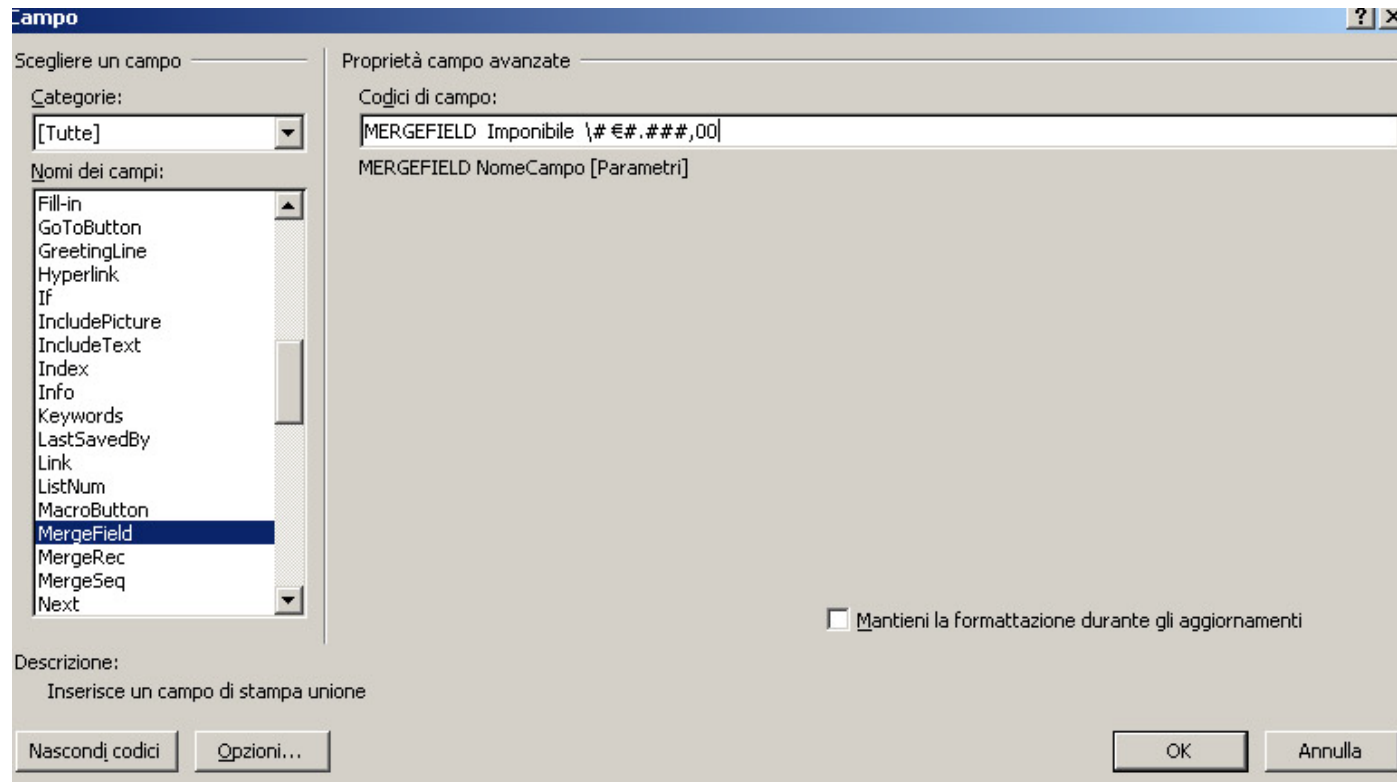 Campo
Scegliere un campo
Categorie:
[Tutte]
Nomi dei campi:
Fill-in
GoToButton
GreetingLine
Hyperlink
If
IncludePicture
IncludeText
Index
Info
Keywords
LastSavedBy
Link
ListNum
MacroButton
MergeField
MergeRec
MergeSeq
Next
Proprietà campo avanzate
Codici di campo:
MERGEFIELD Imponibile \# €#.###,00
MERGEFIELD NomeCampo [Parametri]
Mantieni la formattazione durante gli aggiornamenti
Descrizione:
Inserisce un campo di stampa unione
Nascondi codici
Opzioni...
OK
Annulla